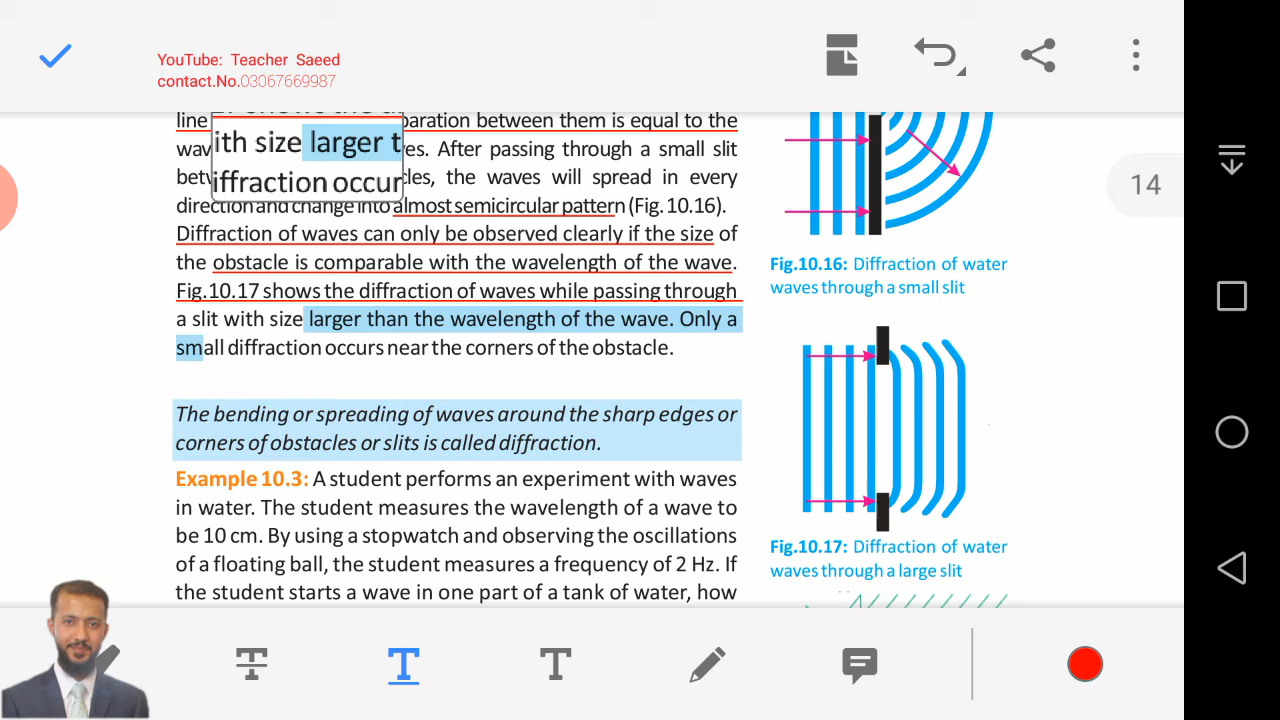 YouTube: Teacher Saeed
contact.No.03067669987
line
paration between them is equal to the
ith size larger t
wav
es. After passing through a small slit
iffraction occur
cles, the waves will spread in every
direction and change into almost semicircular pattern (Fig. 10.16).
Diffraction of waves can only be observed clearly if the size of
the obstacle is comparable with the wavelength of the wave.
Fig.10.17 shows the diffraction of waves while passing through
a slit with size larger than the wavelength of the wave. Only a
small diffraction occurs near the corners of the obstacle.
The bending or spreading of waves around the sharp edges or
corners of obstacles or slits is called diffraction.
Example 10.3: A student performs an experiment with waves
in water. The student measures the wavelength of a wave to
be 10 cm. By using a stopwatch and observing the oscillations
of a floating ball, the student measures a frequency of 2 Hz. If
the student starts a wave in one part of a tank of water, how
14
Fig.10.16: Diffraction of water
waves through a small slit
Fig.10.17: Diffraction of water
waves through a large slit